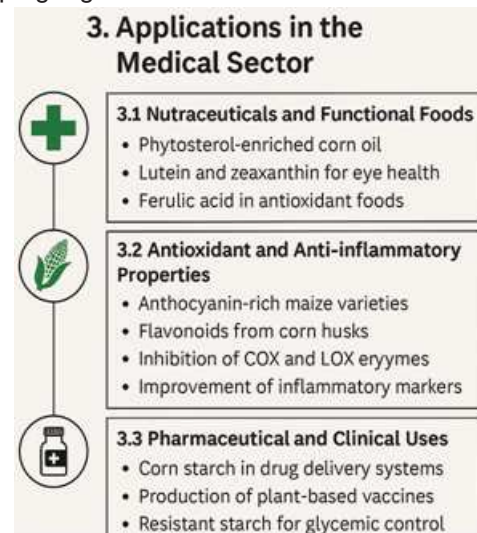 3. Applications in the
Medical Sector
3.1 Nutraceuticals and Functional Foods
• Phytosterol-enriched corn oil
• Lutein and zeaxanthin for eye health
• Ferulic acid in antioxidant foods
3.2 Antioxidant and Anti-inflammatory
Properties
• Anthocyanin-rich maize varieties
• Flavonoids from corn husks
• Inhibition of COX and LOX eryymes
• Improvement of inflammatory markers
3.3 Pharmaceutical and Clinical Uses
• Corn starch in drug delivery systems
• Production of plant-based vaccines
• Resistant starch for glycemic control